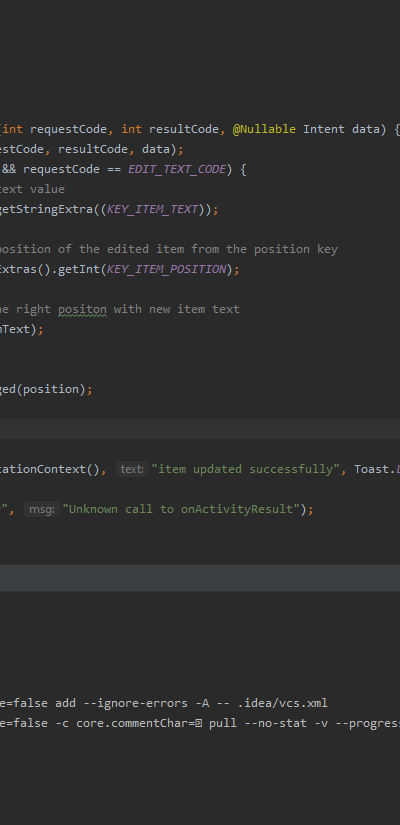 int requestCode, int resultCode, @Nullable Intent data) {
estCode, resultCode, data);
&& requestCode == EDIT_TEXT_CODE) {
text value
getStringExtra((KEY_ITEM_TEXT));
position of the edited item from the position key
Extras().getInt(KEY_ITEM_POSITION);
he right positon with new item text
mText);
ged(position);
cationContext(), text: "item updated successfully", Toast.
", msg: "Unknown call to onActivityResult");
e=false add --ignore-errors -A -- .idea/vcs.xml
e=false -c core.commentChar= pull --no-stat -v --progress